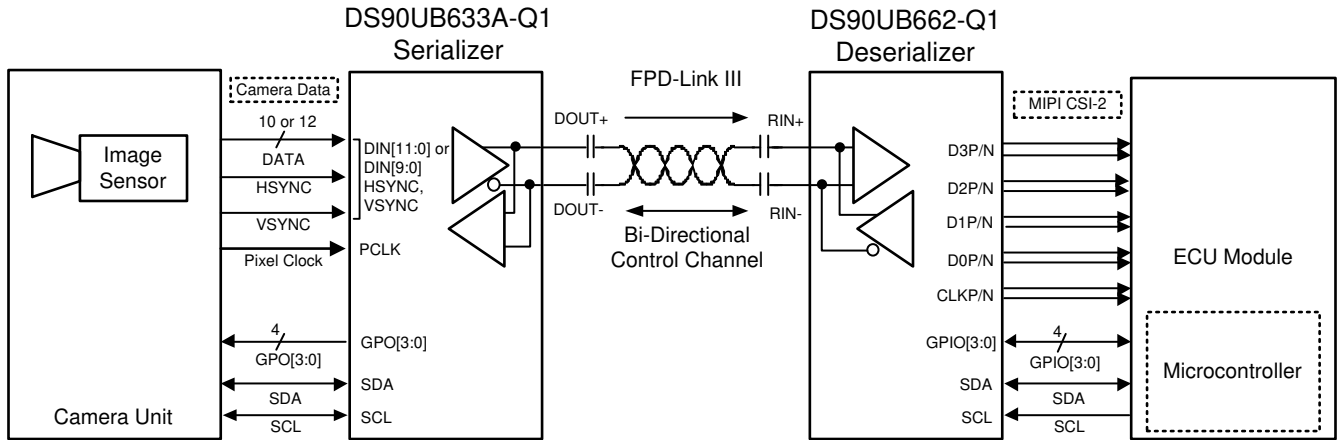 DS90UB633A-Q1
Serializer
DS90UB662-Q1
Deserializer
Camera Data
FPD-Link III
MIPI CSI-2
Image
Sensor
Camera Unit
10 or 12
DATA
HSYNC
VSYNC
Pixel Clock
4
GPO[3:0]
SDA
SCL
DIN[11:0] or
DIN[9:0]
HSYNC,
VSYNC
PCLK
GPO[3:0]
SDA
SCL
DOUT+
DOUT-
Bi-Directional
Control Channel
RIN+
RIN-
D3P/N
D2P/N
D1P/N
D0P/N
CLKP/N
GPIO[3:0]
SDA
SCL
4
GPIO[3:0]
SDA
SCL
ECU Module
Microcontroller